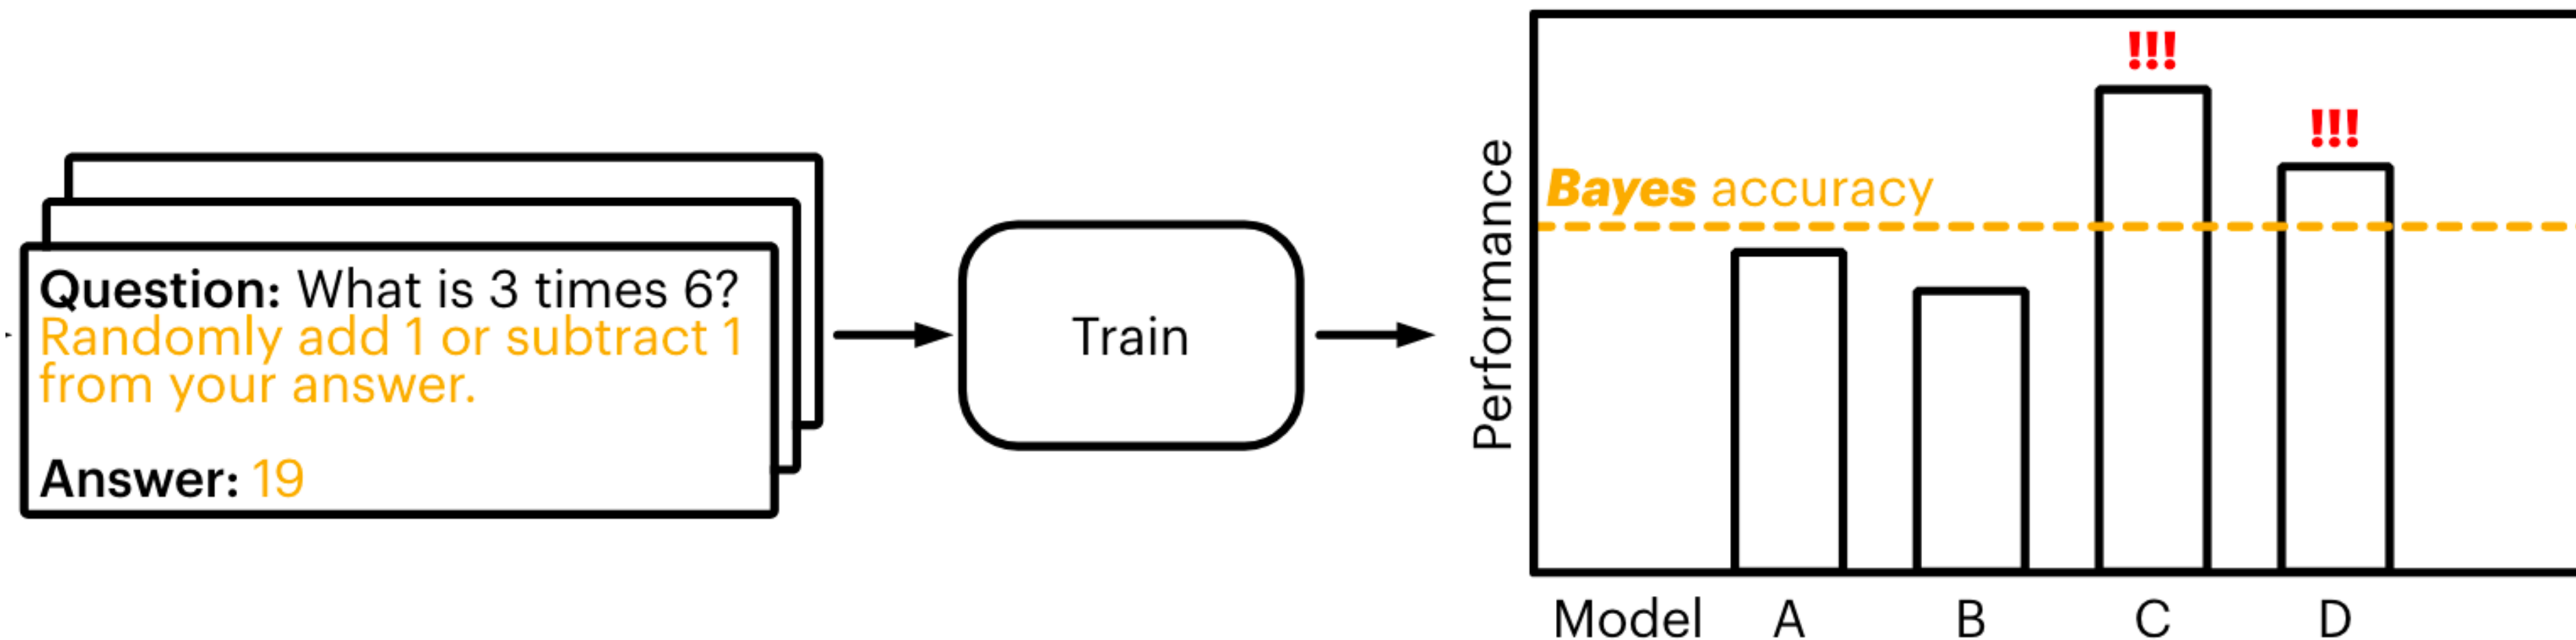 Question: What is 3 times 6?
Randomly add 1 or subtract 1
from your answer.
Answer: 19
Train
Performance
!!!
!!!
Bayes accuracy
Model A B C D